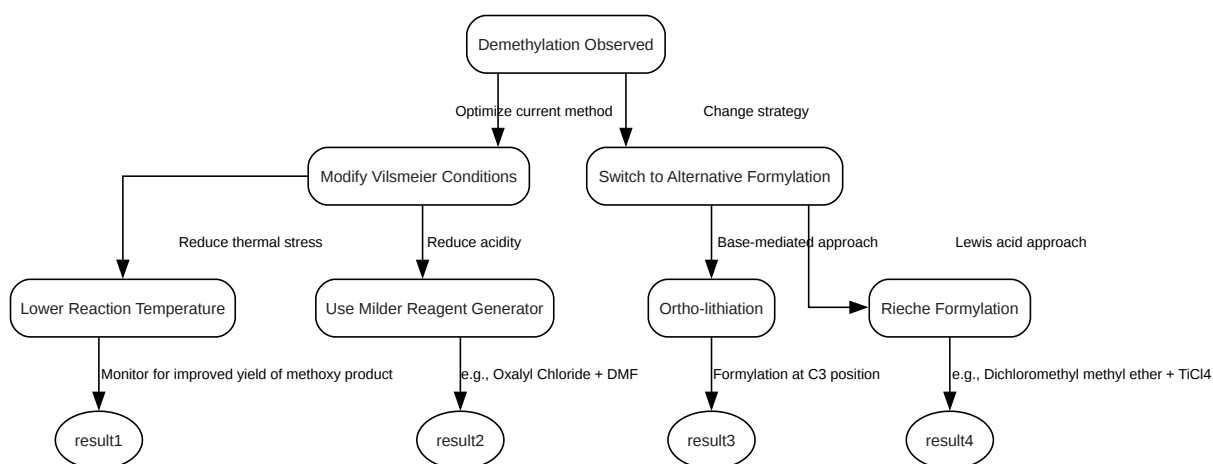 Demethylation Observed
Optimize current method
Change strategy
Modify Vilsmeier Conditions
Switch to Alternative Formylation
Reduce thermal stress
Reduce acidity
Base-mediated approach
Lewis acid approach
Lower Reaction Temperature
Use Milder Reagent Generator
Ortho-lithiation
Rieche Formylation
Monitor for improved yield of methoxy product
e.g., Oxalyl Chloride + DMF
Formylation at C3 position
e.g., Dichloromethyl methyl ether + TiCl4
result1
result2
result3
result4